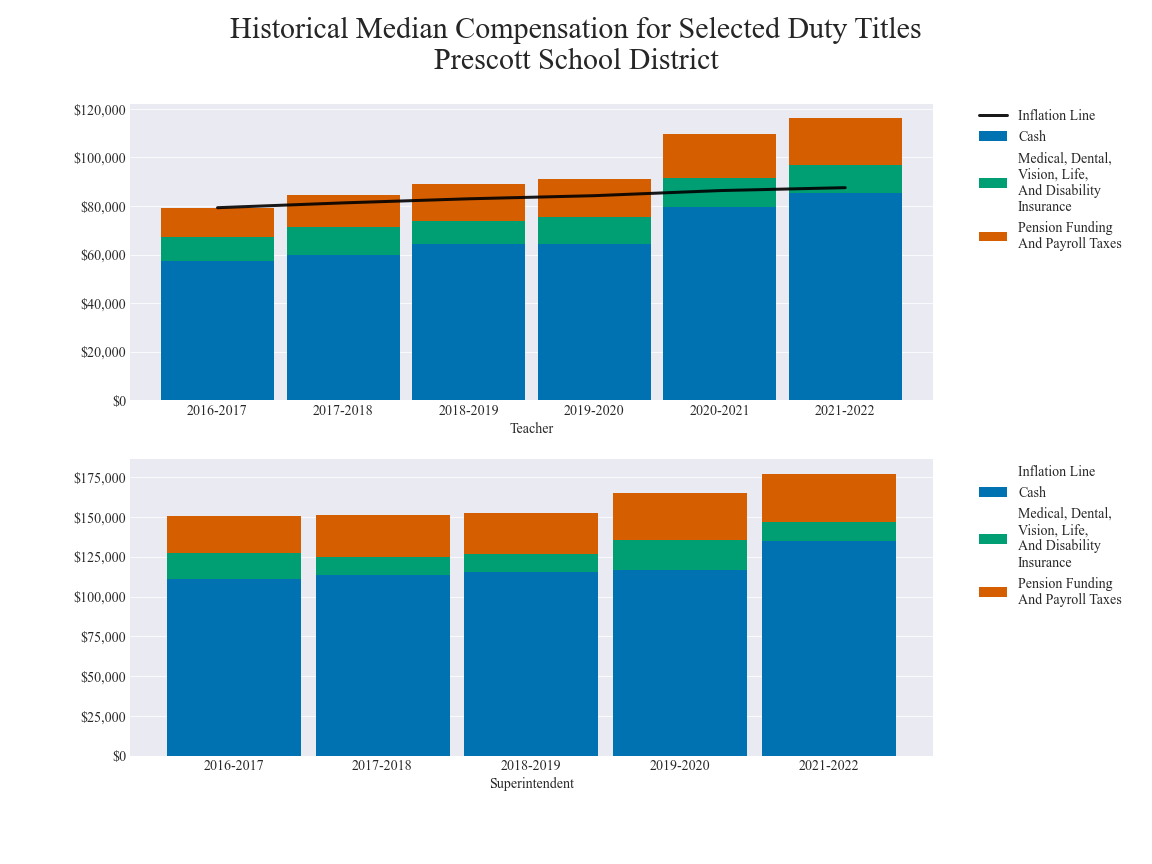 Historical Median Compensation for Selected Duty Titles
Prescott School District
$120,000
$100,000
$80,000
$60,000
$40,000
$20,000
$0
2016-2017
2017-2018
2018-2019
2019-2020
2020-2021
2021-2022
Teacher
Inflation Line
Cash
Medical, Dental,
Vision, Life,
And Disability
Insurance
Pension Funding
And Payroll Taxes
$175,000
$150,000
$125,000
$100,000
$75,000
$50,000
$25,000
$0
2016-2017
2017-2018
2018-2019
2019-2020
2021-2022
Superintendent
Inflation Line
Cash
Medical, Dental,
Vision, Life,
And Disability
Insurance
Pension Funding
And Payroll Taxes